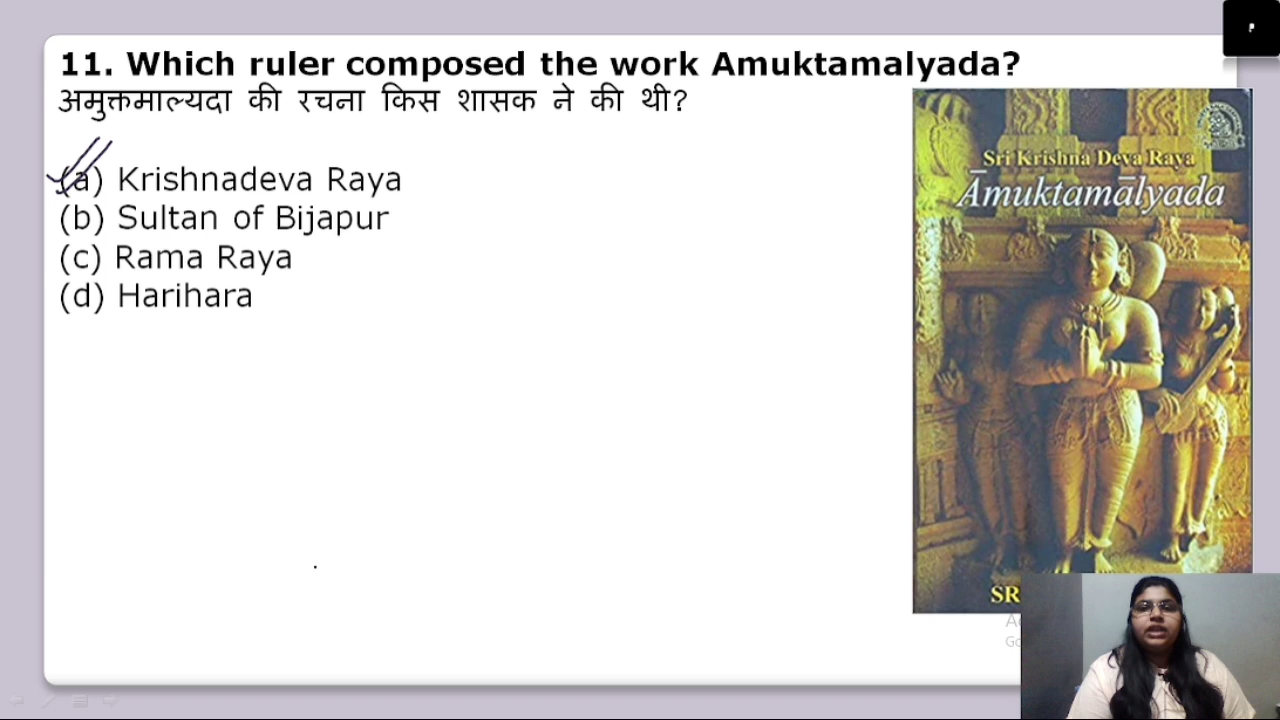 11. Which ruler composed the work Amuktamalyada?
अमुक्तमाल्यदा की रचना किस शासक ने की थी?
(a) Krishnadeva Raya
(b) Sultan of Bijapur
(c) Rama Raya
(d) Harihara
Sri Krishna Deva Raya
Āmuktamālyada
SR